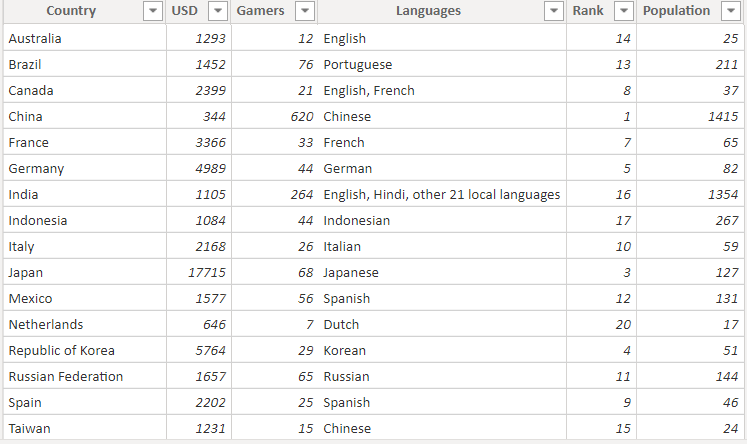 Country USD Gamers Languages Rank Population
Australia 1293 12 English 14 25
Brazil 1452 76 Portuguese 13 211
Canada 2399 21 English, French 8 37
China 344 620 Chinese 1 1415
France 3366 33 French 7 65
Germany 4989 44 German 5 82
India 1105 264 English, Hindi, other 21 local languages 16 1354
Indonesia 1084 44 Indonesian 17 267
Italy 2168 26 Italian 10 59
Japan 17715 68 Japanese 3 127
Mexico 1577 56 Spanish 12 131
Netherlands 646 7 Dutch 20 17
Republic of Korea 5764 29 Korean 4 51
Russian Federation 1657 65 Russian 11 144
Spain 2202 25 Spanish 9 46
Taiwan 1231 15 Chinese 15 24